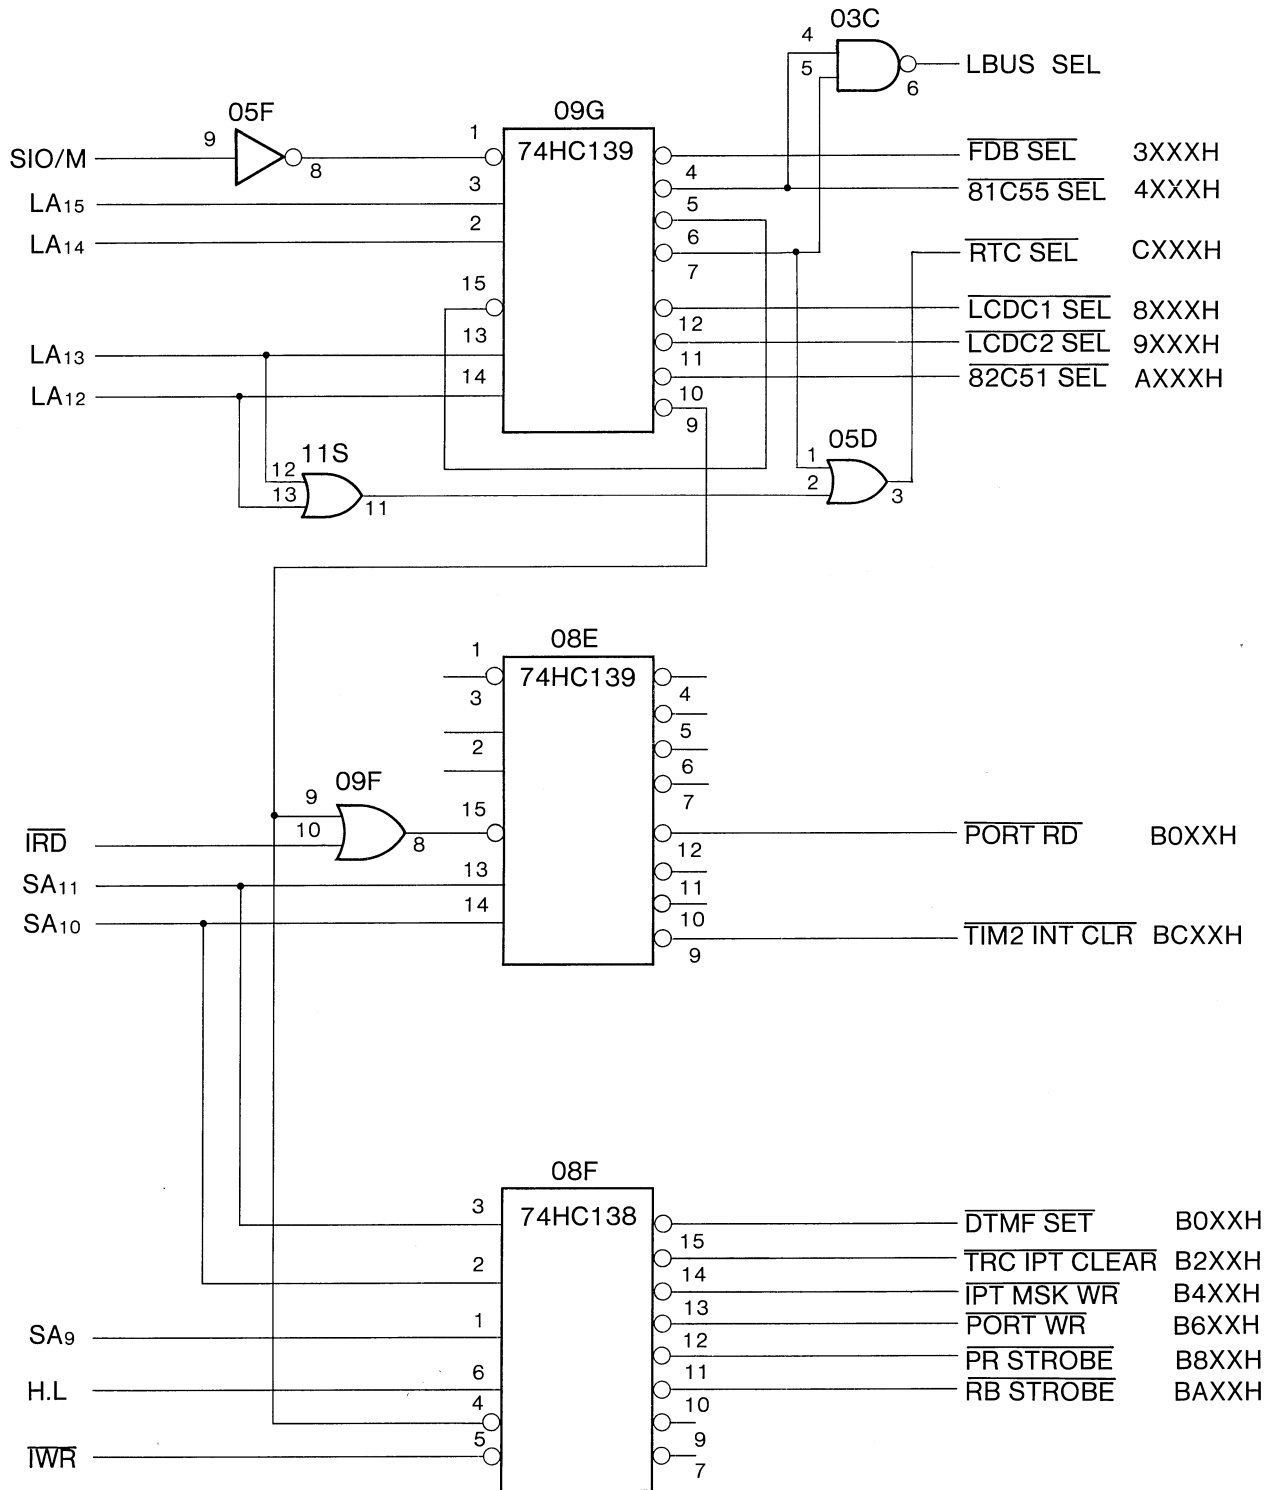 03C
4
5
6
LBUS SEL
05F
9
8
SIO/M
LA15
LA14
LA13
LA12
09G
74HC139
1
3
2
15
13
14
4
5
6
7
12
11
10
9
FDB SEL 3XXXH
81C55 SEL 4XXXH
RTC SEL CXXXH
LCDC1 SEL 8XXXH
LCDC2 SEL 9XXXH
82C51 SEL AXXXH
11S
12
13
11
05D
1
2
3
08E
74HC139
1
3
2
15
13
14
4
5
6
7
12
11
10
9
09F
9
10
8
IRD
SA11
SA10
PORT RD B0XXH
TIM2 INT CLR BCXXH
08F
74HC138
3
2
1
6
4
5
15
14
13
12
11
10
9
7
SA9
H.L
IWR
DTMF SET B0XXH
TRC IPT CLEAR B2XXH
IPT MSK WR B4XXH
PORT WR B6XXH
PR STROBE B8XXH
RB STROBE BAXXH